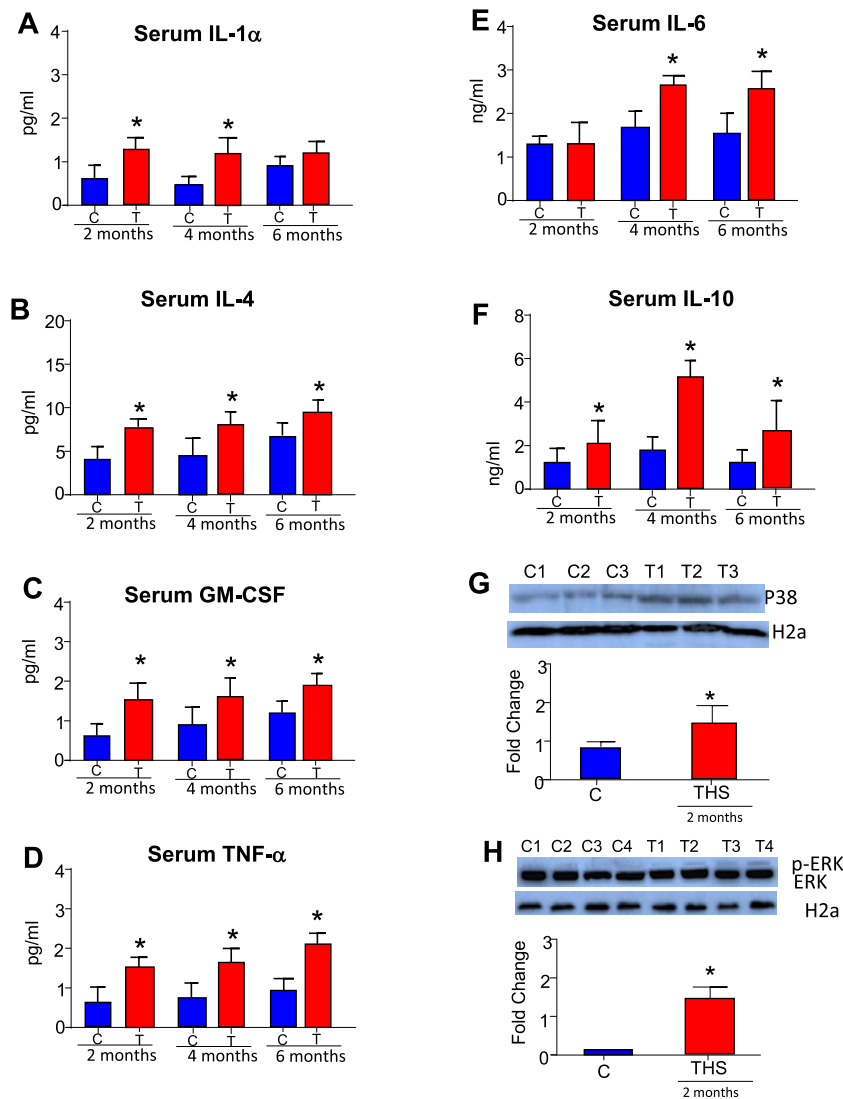 A
Serum IL-1α
4
3
2
1
0
pg/ml
C T C T C T
2 months 4 months 6 months
B
Serum IL-4
20
15
10
5
0
pg/ml
* * *
C T C T C T
2 months 4 months 6 months
C
Serum GM-CSF
4
3
2
1
0
pg/ml
* * *
C T C T C T
2 months 4 months 6 months
D
Serum TNF-α
4
3
2
1
0
pg/ml
* * *
C T C T C T
2 months 4 months 6 months
E
Serum IL-6
4
3
2
1
0
ng/ml
* *
C T C T C T
2 months 4 months 6 months
F
Serum IL-10
8
6
4
2
0
ng/ml
* * *
C T C T C T
2 months 4 months 6 months
G
C1 C2 C3 T1 T2 T3
P38
H2a
3
2
1
0
Fold Change
*
C THS
2 months
H
C1 C2 C3 C4 T1 T2 T3 T4
p-ERK
ERK
H2a
3
2
1
0
Fold Change
*
C THS
2 months